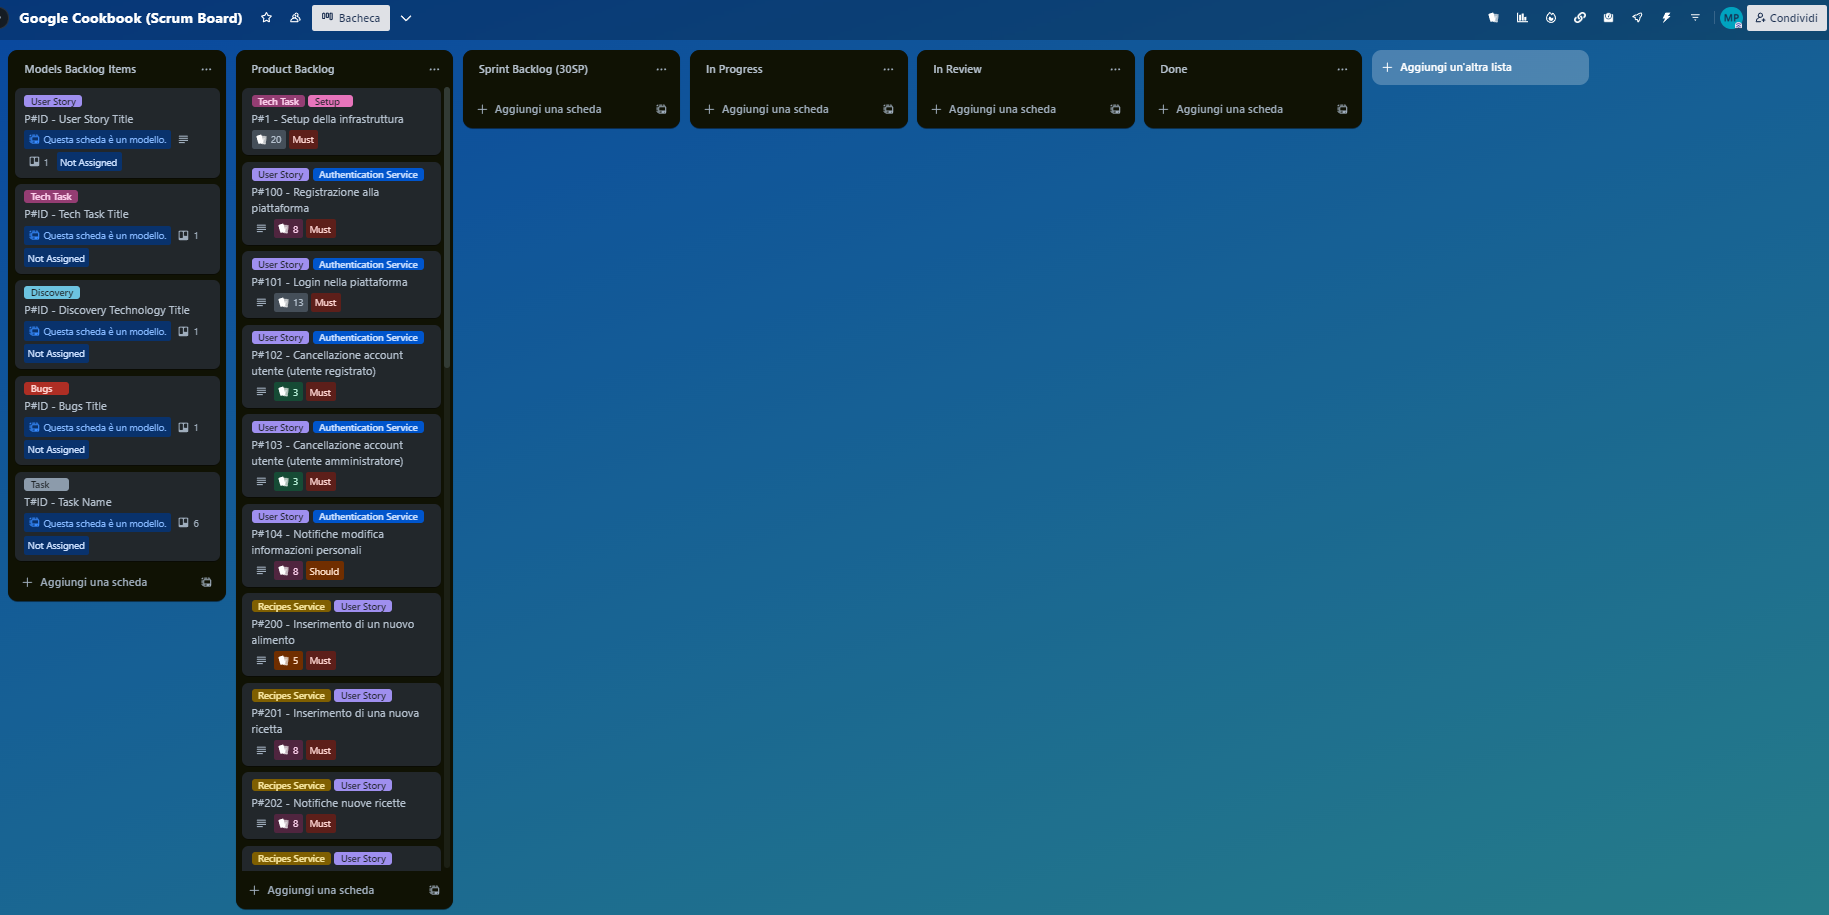 Google Cookbook (Scrum Board)
Bacheca
MP
Condividi
Models Backlog Items
User Story
P#ID - User Story Title
Questa scheda è un modello.
1
Not Assigned
Tech Task
P#ID - Tech Task Title
Questa scheda è un modello.
1
Not Assigned
Discovery
P#ID - Discovery Technology Title
Questa scheda è un modello.
1
Not Assigned
Bugs
P#ID - Bugs Title
Questa scheda è un modello.
1
Not Assigned
Task
T#ID - Task Name
Questa scheda è un modello.
6
Not Assigned
Aggiungi una scheda
Product Backlog
Tech Task Setup
P#1 - Setup della infrastruttura
20 Must
User Story Authentication Service
P#100 - Registrazione alla
piattaforma
8 Must
User Story Authentication Service
P#101 - Login nella piattaforma
13 Must
User Story Authentication Service
P#102 - Cancellazione account
utente (utente registrato)
3 Must
User Story Authentication Service
P#103 - Cancellazione account
utente (utente amministratore)
3 Must
User Story Authentication Service
P#104 - Notifiche modifica
informazioni personali
8 Should
Recipes Service User Story
P#200 - Inserimento di un nuovo
alimento
5 Must
Recipes Service User Story
P#201 - Inserimento di una nuova
ricetta
8 Must
Recipes Service User Story
P#202 - Notifiche nuove ricette
8 Must
Recipes Service User Story
Aggiungi una scheda
Sprint Backlog (30SP)
Aggiungi una scheda
In Progress
Aggiungi una scheda
In Review
Aggiungi una scheda
Done
Aggiungi una scheda
Aggiungi un'altra lista